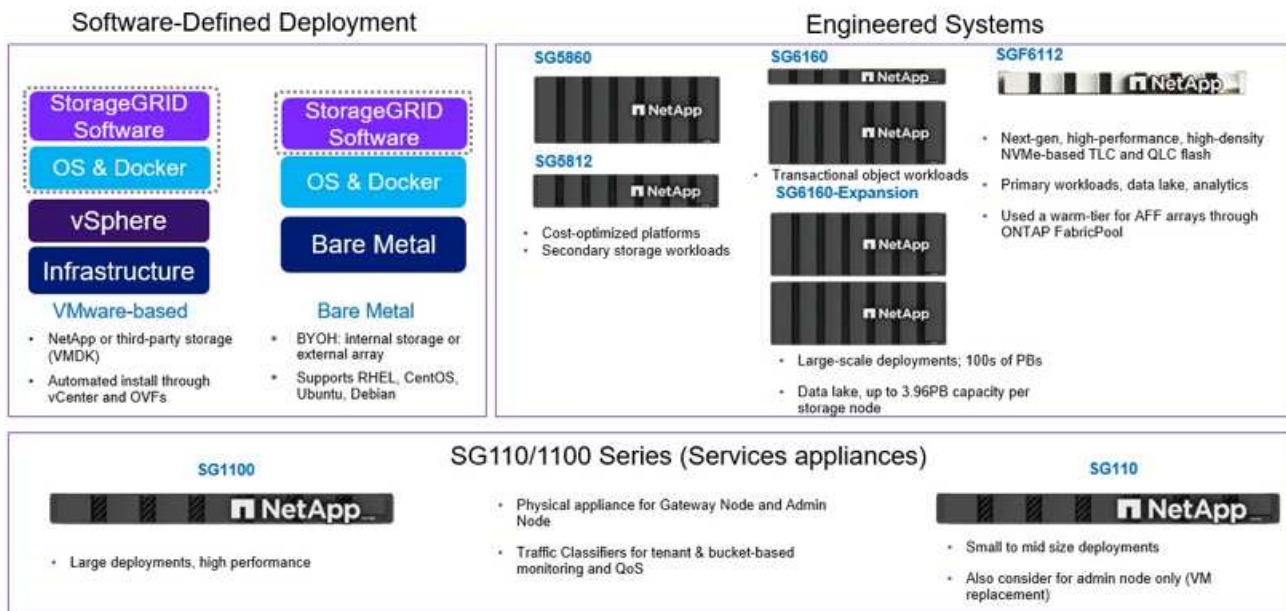 Software-Defined Deployment
StorageGRID
Software
OS & Docker
vSphere
Infrastructure
VMware-based
• NetApp or third-party storage
(VMDK)
• Automated install through
vCenter and OVFs
StorageGRID
Software
OS & Docker
Bare Metal
Bare Metal
• BYOH: internal storage or
external array
• Supports RHEL, CentOS,
Ubuntu, Debian
Engineered Systems
SG5860
NetApp
SG5812
NetApp
• Cost-optimized platforms
• Secondary storage workloads
SG6160
NetApp
NetApp
• Transactional object workloads
SG6160-Expansion
NetApp
NetApp
• Large-scale deployments; 100s of PBs
• Data lake, up to 3.96PB capacity per
storage node
SGF6112
NetApp
• Next-gen, high-performance, high-density
NVMe-based TLC and QLC flash
• Primary workloads, data lake, analytics
• Used a warm-tier for AFF arrays through
ONTAP FabricPool
SG110/1100 Series (Services appliances)
SG1100
NetApp
• Large deployments, high performance
• Physical appliance for Gateway Node and Admin
Node
• Traffic Classifiers for tenant & bucket-based
monitoring and QoS
SG110
NetApp
• Small to mid size deployments
• Also consider for admin node only (VM
replacement)